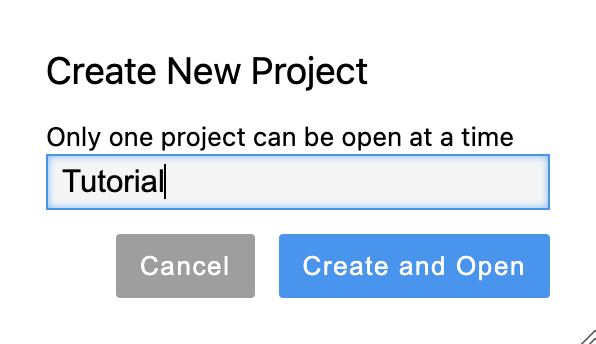 Create New Project
Only one project can be open at a time
Tutorial
Cancel
Create and Open